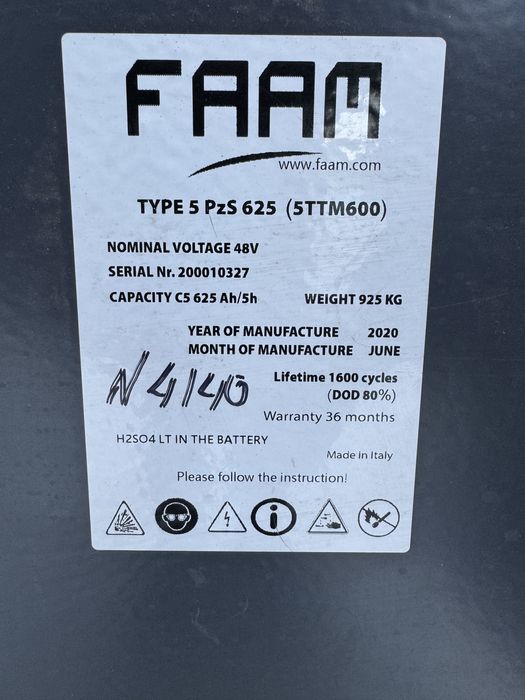 FAAM
www.faam.com
TYPE 5 PzS 625 (5TTM600)
NOMINAL VOLTAGE 48V
SERIAL Nr. 200010327
CAPACITY C5 625 Ah/5h WEIGHT 925 KG
YEAR OF MANUFACTURE 2020
MONTH OF MANUFACTURE JUNE
N4140
Lifetime 1600 cycles
(DOD 80%)
Warranty 36 months
H2SO4 LT IN THE BATTERY
Made in Italy
Please follow the instruction!